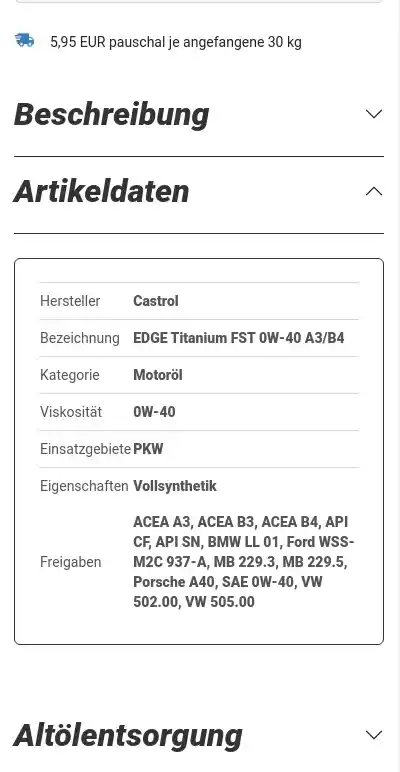 5,95 EUR pauschal je angefangene 30 kg
Beschreibung
Artikeldaten
Hersteller Castrol
Bezeichnung EDGE Titanium FST 0W-40 A3/B4
Kategorie Motoröl
Viskosität 0W-40
Einsatzgebiete PKW
Eigenschaften Vollsynthetik
Freigaben ACEA A3, ACEA B3, ACEA B4, API
CF, API SN, BMW LL 01, Ford WSS-
M2C 937-A, MB 229.3, MB 229.5,
Porsche A40, SAE 0W-40, VW
502.00, VW 505.00
Altölentsorgung